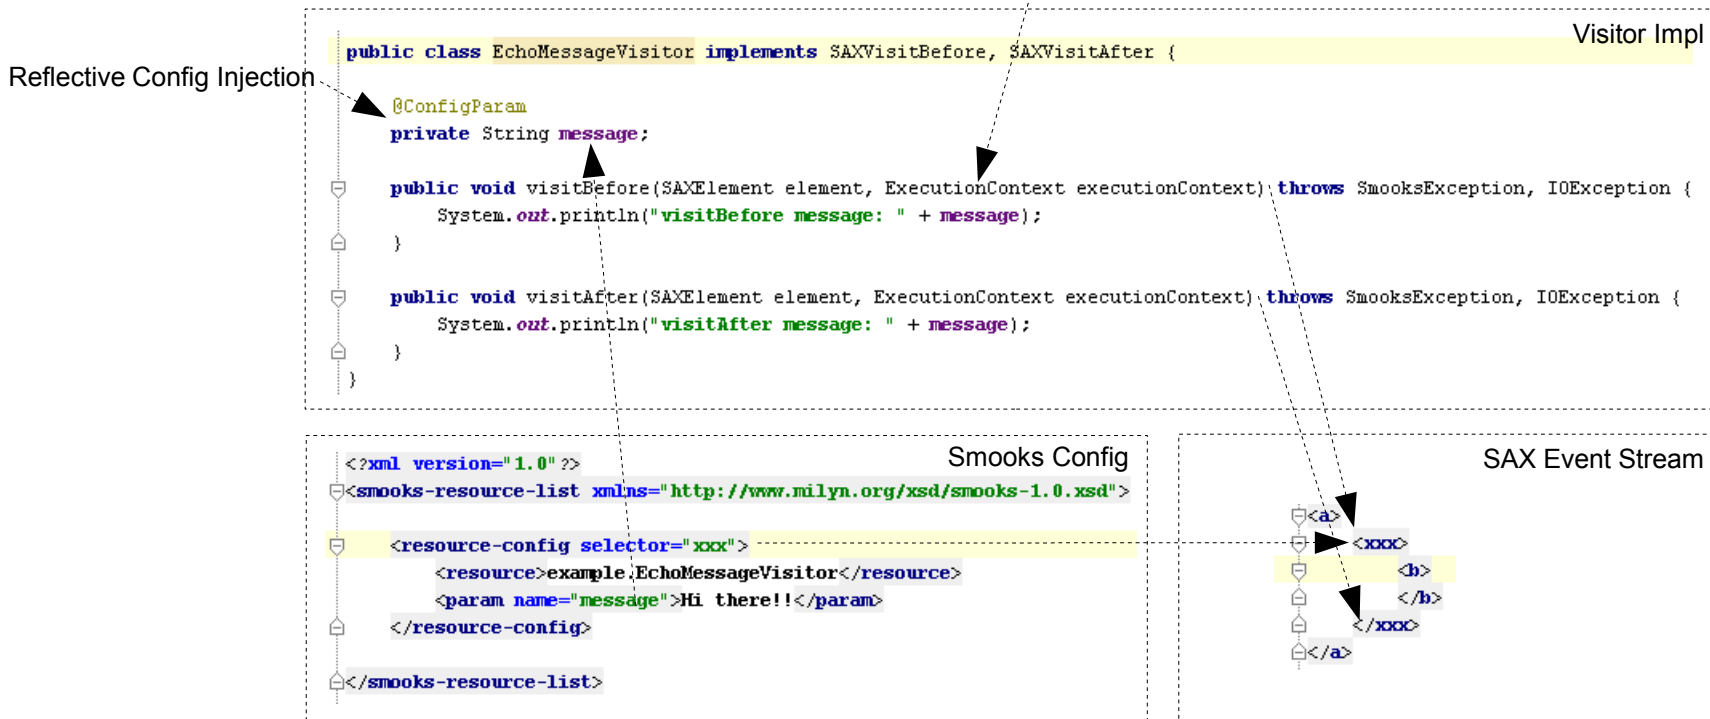 Visitor Impl
public class EchoMessageVisitor implements SAXVisitBefore, SAXVisitAfter {
Reflective Config Injection
@ConfigParam
private String message;
public void visitBefore(SAXElement element, ExecutionContext executionContext) throws SmooksException, IOException {
System.out.println("visitBefore message: " + message);
}
public void visitAfter(SAXElement element, ExecutionContext executionContext) throws SmooksException, IOException {
System.out.println("visitAfter message: " + message);
}
}
Smooks Config
<?xml version="1.0"?>
<smooks-resource-list xmlns="http://www.milyn.org/xsd/smooks-1.0.xsd">
<resource-config selector="xxx">
<resource>example.EchoMessageVisitor</resource>
<param name="message">Hi there!!</param>
</resource-config>
</smooks-resource-list>
SAX Event Stream
<a>
<xxx>
<b>
</b>
</xxx>
</a>